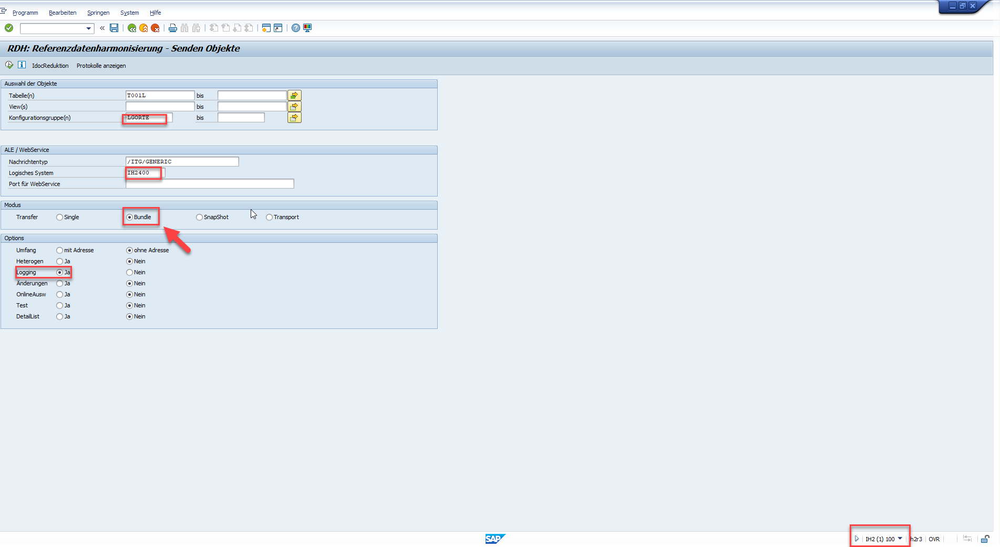 Programm Bearbeiten Springen System Hilfe
RDH: Referenzdatenharmonisierung - Senden Objekte
IdocReduktion Protokolle anzeigen
Auswahl der Objekte
Tabelle(n) T001L bis
View(s) bis
Konfigurationsgruppe(n) LGORTE bis
ALE / WebService
Nachrichtentyp /ITG/GENERIC
Logisches System IH2400
Port für WebService
Modus
Transfer Single Bundle SnapShot Transport
Options
Umfang mit Adresse ohne Adresse
Heterogen Ja Nein
Logging Ja Nein
Änderungen Ja Nein
OnlineAusw Ja Nein
Test Ja Nein
DetailList Ja Nein
SAP IH2 (1) 100 h2r3 OVR